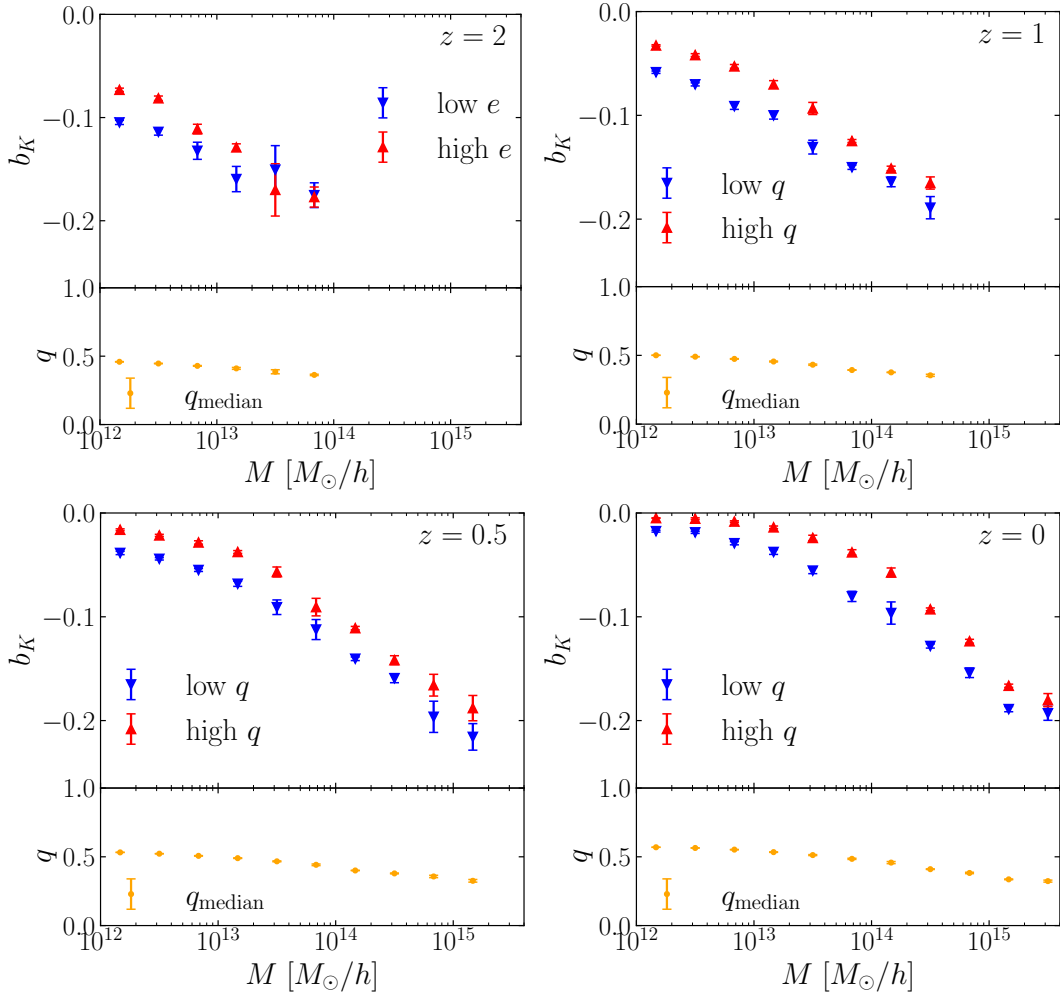 z = 2
0.0
−0.1
−0.2
b_K
low e
high e
1.0
0.5
0.0
q
q_median
10^12
10^13
10^14
10^15
M [M_⊙/h]
z = 1
0.0
−0.1
−0.2
b_K
low q
high q
1.0
0.5
0.0
q
q_median
10^12
10^13
10^14
10^15
M [M_⊙/h]
z = 0.5
0.0
−0.1
−0.2
b_K
low q
high q
1.0
0.5
0.0
q
q_median
10^12
10^13
10^14
10^15
M [M_⊙/h]
z = 0
0.0
−0.1
−0.2
b_K
low q
high q
1.0
0.5
0.0
q
q_median
10^12
10^13
10^14
10^15
M [M_⊙/h]